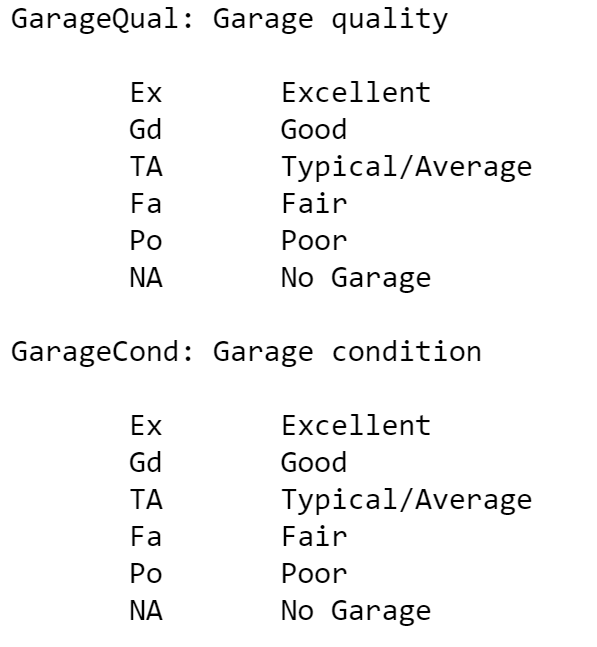 GarageQual: Garage quality
Ex Excellent
Gd Good
TA Typical/Average
Fa Fair
Po Poor
NA No Garage
GarageCond: Garage condition
Ex Excellent
Gd Good
TA Typical/Average
Fa Fair
Po Poor
NA No Garage